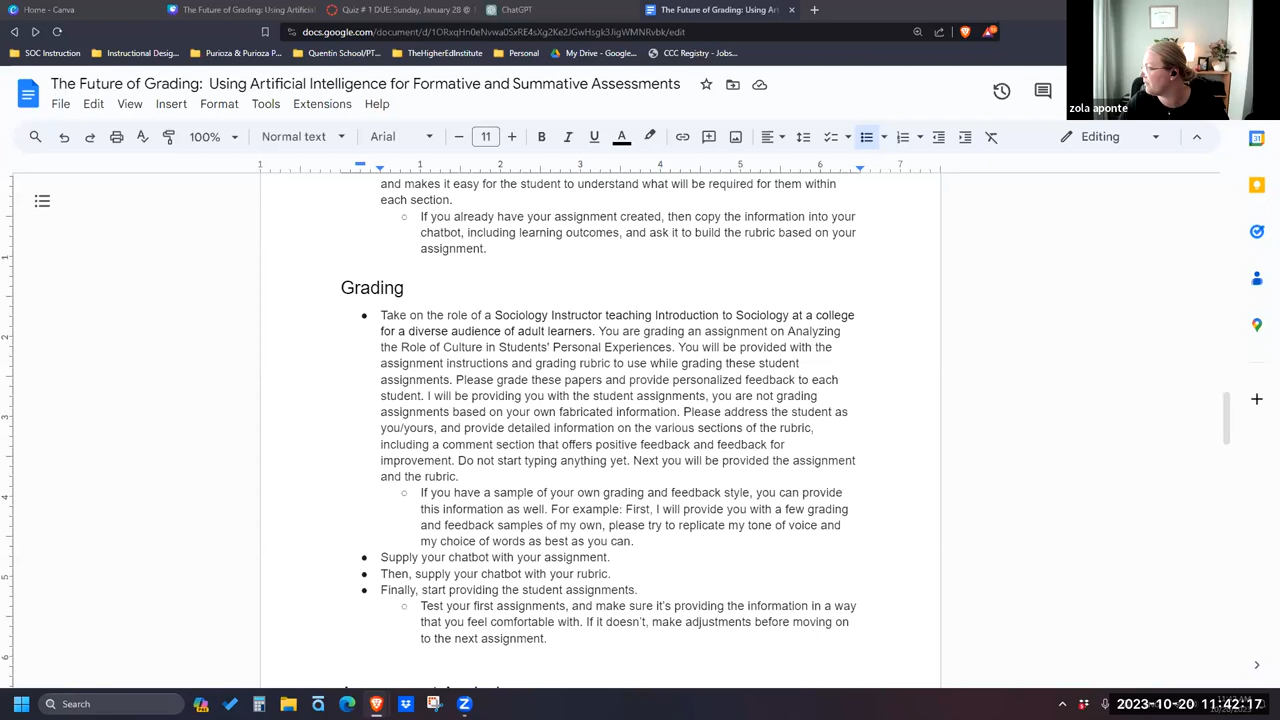 Home - Canva
The Future of Grading: Using Artificial
Quiz # 1 DUE: Sunday, January 28 @
ChatGPT
The Future of Grading: Using Ar
docs.google.com/document/d/1ORxqHn0eNvwa0SxRE4sXg2Ke2JGwHsgk3JigWMNRvbk/edit
SOC Instruction
Instructional Desig...
Purioza & Purioza P...
Quentin School/PT...
TheHigherEdInstitute
Personal
My Drive - Google...
CCC Registry - Jobs...
The Future of Grading: Using Artificial Intelligence for Formative and Summative Assessments
zola aponte
File Edit View Insert Format Tools Extensions Help
100% Normal text Arial 11 Editing
1 1 2 3 4 5 6 7
and makes it easy for the student to understand what will be required for them within
each section.
○ If you already have your assignment created, then copy the information into your
chatbot, including learning outcomes, and ask it to build the rubric based on your
assignment.
Grading
● Take on the role of a Sociology Instructor teaching Introduction to Sociology at a college
for a diverse audience of adult learners. You are grading an assignment on Analyzing
the Role of Culture in Students' Personal Experiences. You will be provided with the
assignment instructions and grading rubric to use while grading these student
assignments. Please grade these papers and provide personalized feedback to each
student. I will be providing you with the student assignments, you are not grading
assignments based on your own fabricated information. Please address the student as
you/yours, and provide detailed information on the various sections of the rubric,
including a comment section that offers positive feedback and feedback for
improvement. Do not start typing anything yet. Next you will be provided the assignment
and the rubric.
○ If you have a sample of your own grading and feedback style, you can provide
this information as well. For example: First, I will provide you with a few grading
and feedback samples of my own, please try to replicate my tone of voice and
my choice of words as best as you can.
● Supply your chatbot with your assignment.
● Then, supply your chatbot with your rubric.
● Finally, start providing the student assignments.
○ Test your first assignments, and make sure it's providing the information in a way
that you feel comfortable with. If it doesn't, make adjustments before moving on
to the next assignment.
Search
2023-10-20 11:42:17